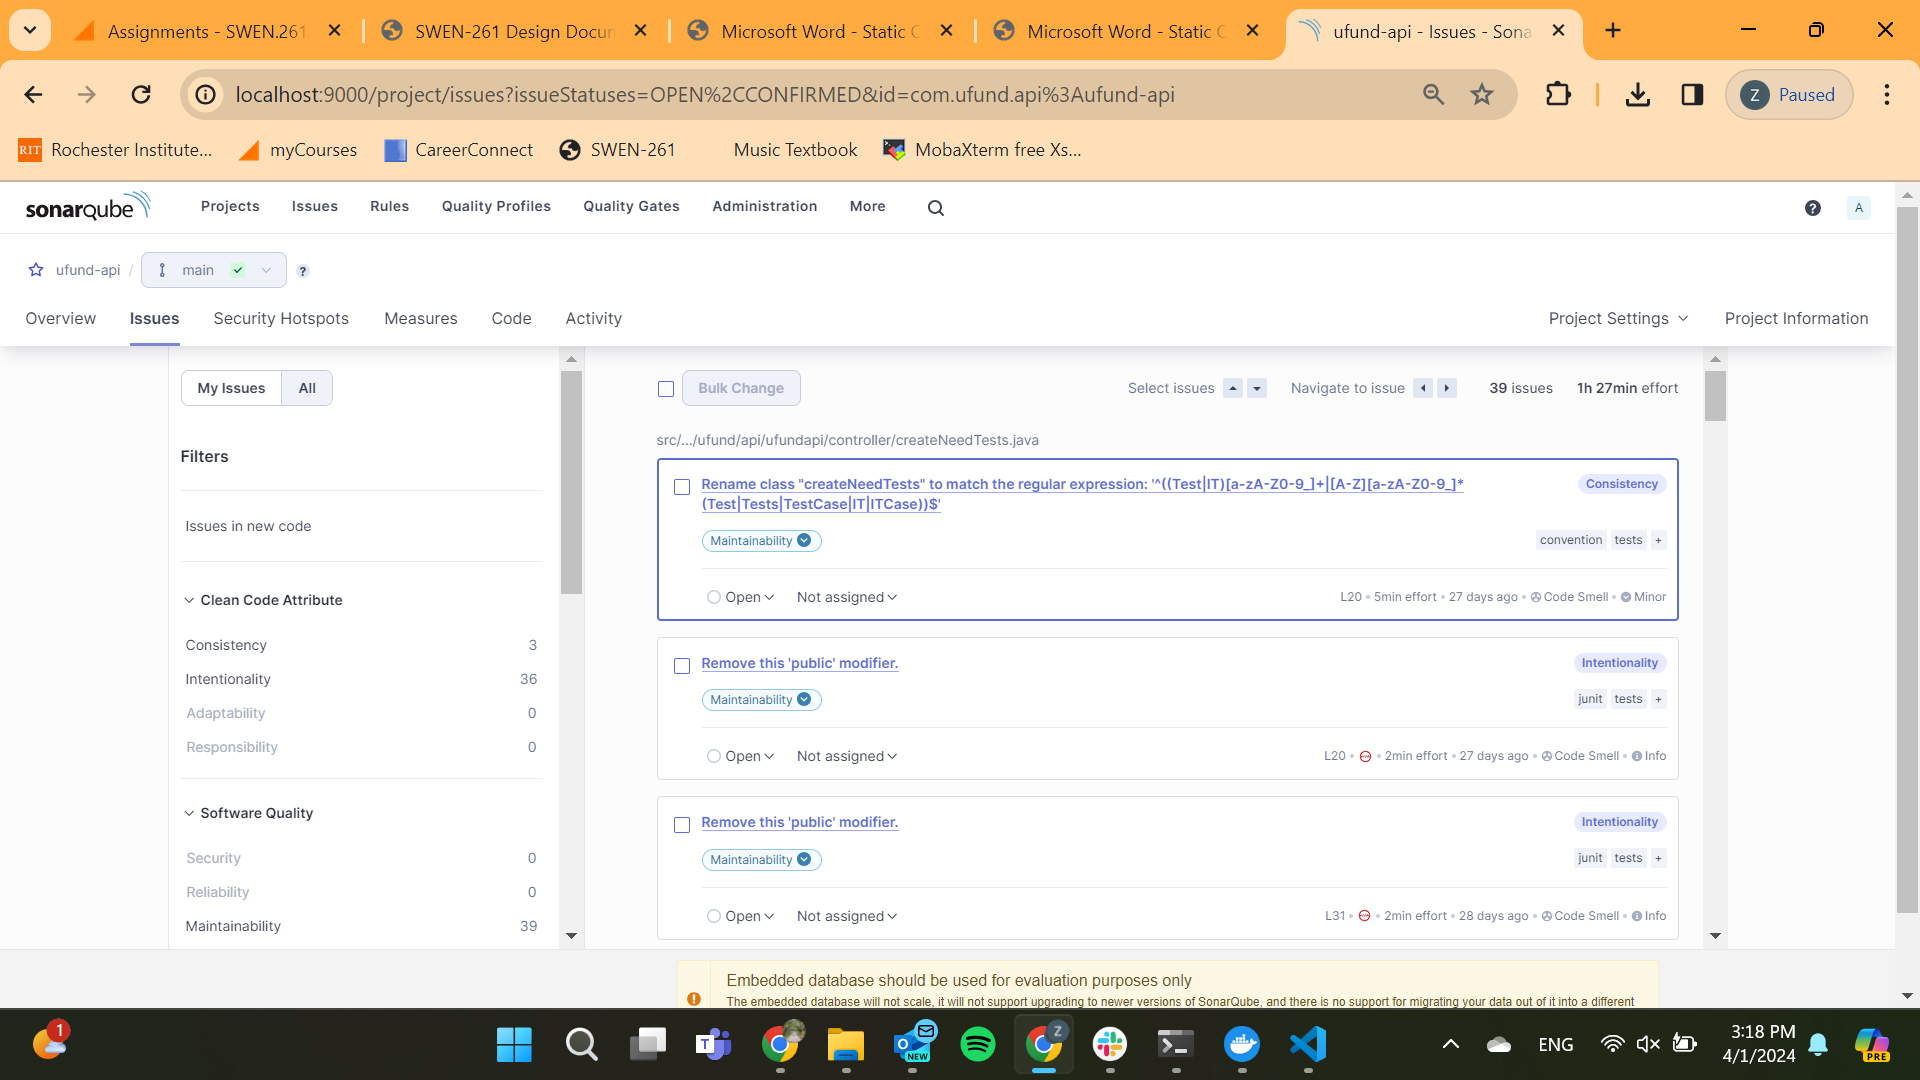 Assignments - SWEN.261
SWEN-261 Design Docum
Microsoft Word - Static C
Microsoft Word - Static C
ufund-api - Issues - Sona
localhost:9000/project/issues?issueStatuses=OPEN%2CCONFIRMED&id=com.ufund.api%3Aufund-api
Z Paused
RIT Rochester Institute...
myCourses
CareerConnect
SWEN-261
Music Textbook
MobaXterm free Xs...
sonarqube
Projects
Issues
Rules
Quality Profiles
Quality Gates
Administration
More
?
A
ufund-api / main
?
Overview
Issues
Security Hotspots
Measures
Code
Activity
Project Settings
Project Information
My Issues
All
Filters
Issues in new code
Clean Code Attribute
Consistency 3
Intentionality 36
Adaptability 0
Responsibility 0
Software Quality
Security 0
Reliability 0
Maintainability 39
Bulk Change
Select issues
Navigate to issue
39 issues
1h 27min effort
src/.../ufund/api/ufundapi/controller/createNeedTests.java
Rename class "createNeedTests" to match the regular expression: '^((Test|IT)[a-zA-Z0-9_]+|[A-Z][a-zA-Z0-9_]*
(Test|Tests|TestCase|IT|ITCase))$'
Consistency
Maintainability
convention tests +
Open
Not assigned
L20 • 5min effort • 27 days ago • Code Smell • Minor
Remove this 'public' modifier.
Intentionality
Maintainability
junit tests +
Open
Not assigned
L20 • • 2min effort • 27 days ago • Code Smell • Info
Remove this 'public' modifier.
Intentionality
Maintainability
junit tests +
Open
Not assigned
L31 • • 2min effort • 28 days ago • Code Smell • Info
Embedded database should be used for evaluation purposes only
The embedded database will not scale, it will not support upgrading to newer versions of SonarQube, and there is no support for migrating your data out of it into a different
1
T
O
NEW
Z
ENG
3:18 PM
4/1/2024
PRE